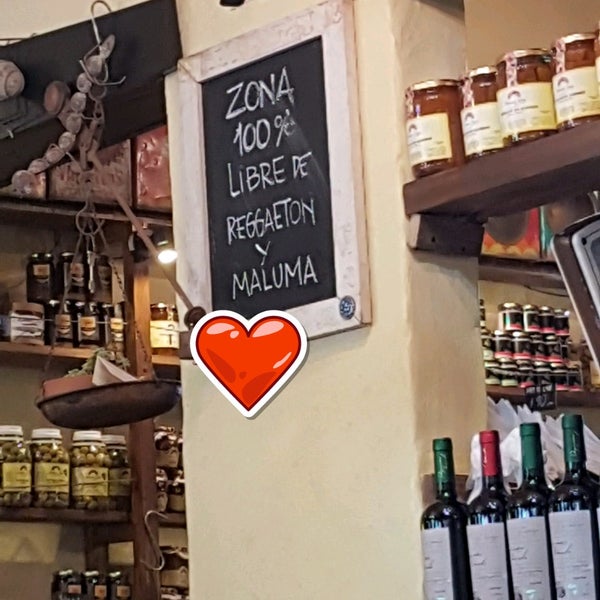 ZONA
100%
LIBRE DE
REGGAETON
Y
MALUMA